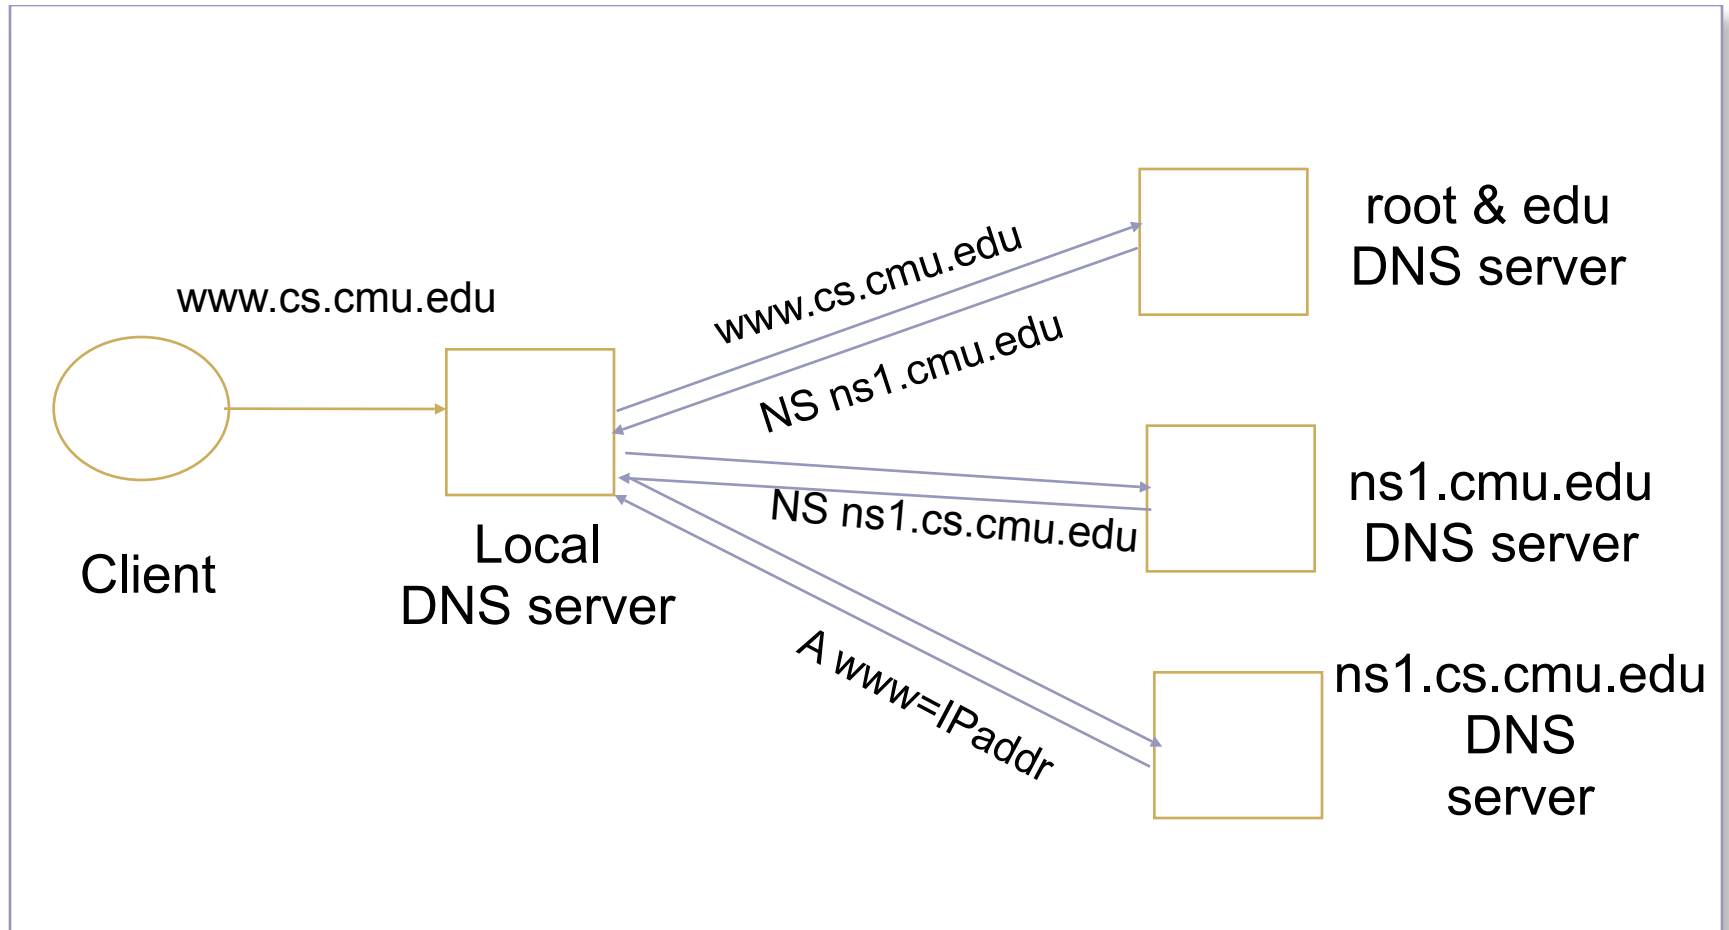 www.cs.cmu.edu
Client
Local
DNS server
www.cs.cmu.edu
NS ns1.cmu.edu
NS ns1.cs.cmu.edu
A www=IPaddr
root & edu
DNS server
ns1.cmu.edu
DNS server
ns1.cs.cmu.edu
DNS
server